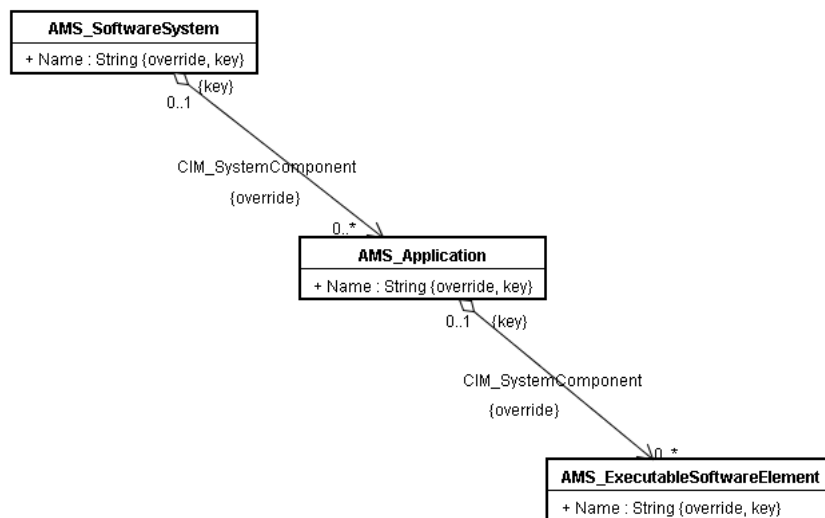 AMS_SoftwareSystem
+ Name : String {override, key}
{key}
0..1
CIM_SystemComponent
{override}
0..*
AMS_Application
+ Name : String {override, key}
0..1 {key}
CIM_SystemComponent
{override}
0..*
AMS_ExecutableSoftwareElement
+ Name : String {override, key}